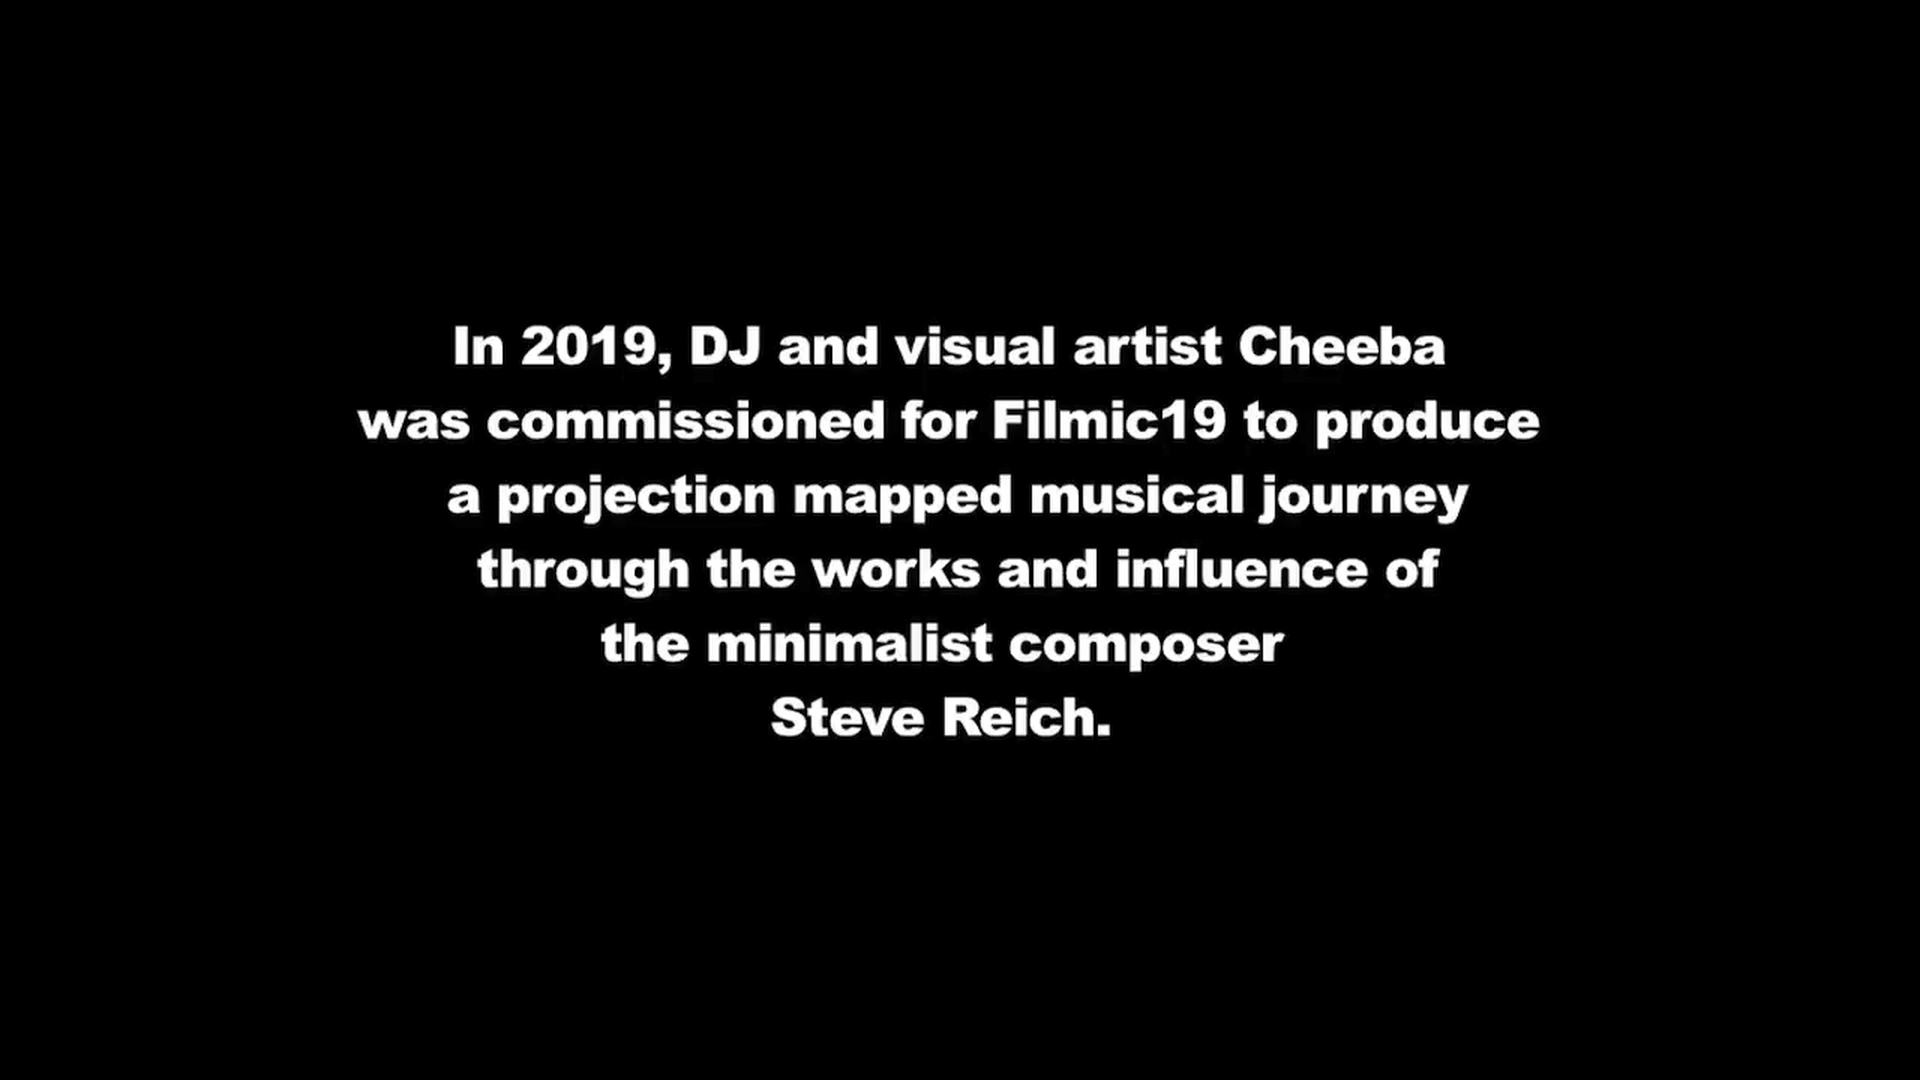 In 2019, DJ and visual artist Cheeba
was commissioned for Filmic19 to produce
a projection mapped musical journey
through the works and influence of
the minimalist composer
Steve Reich.